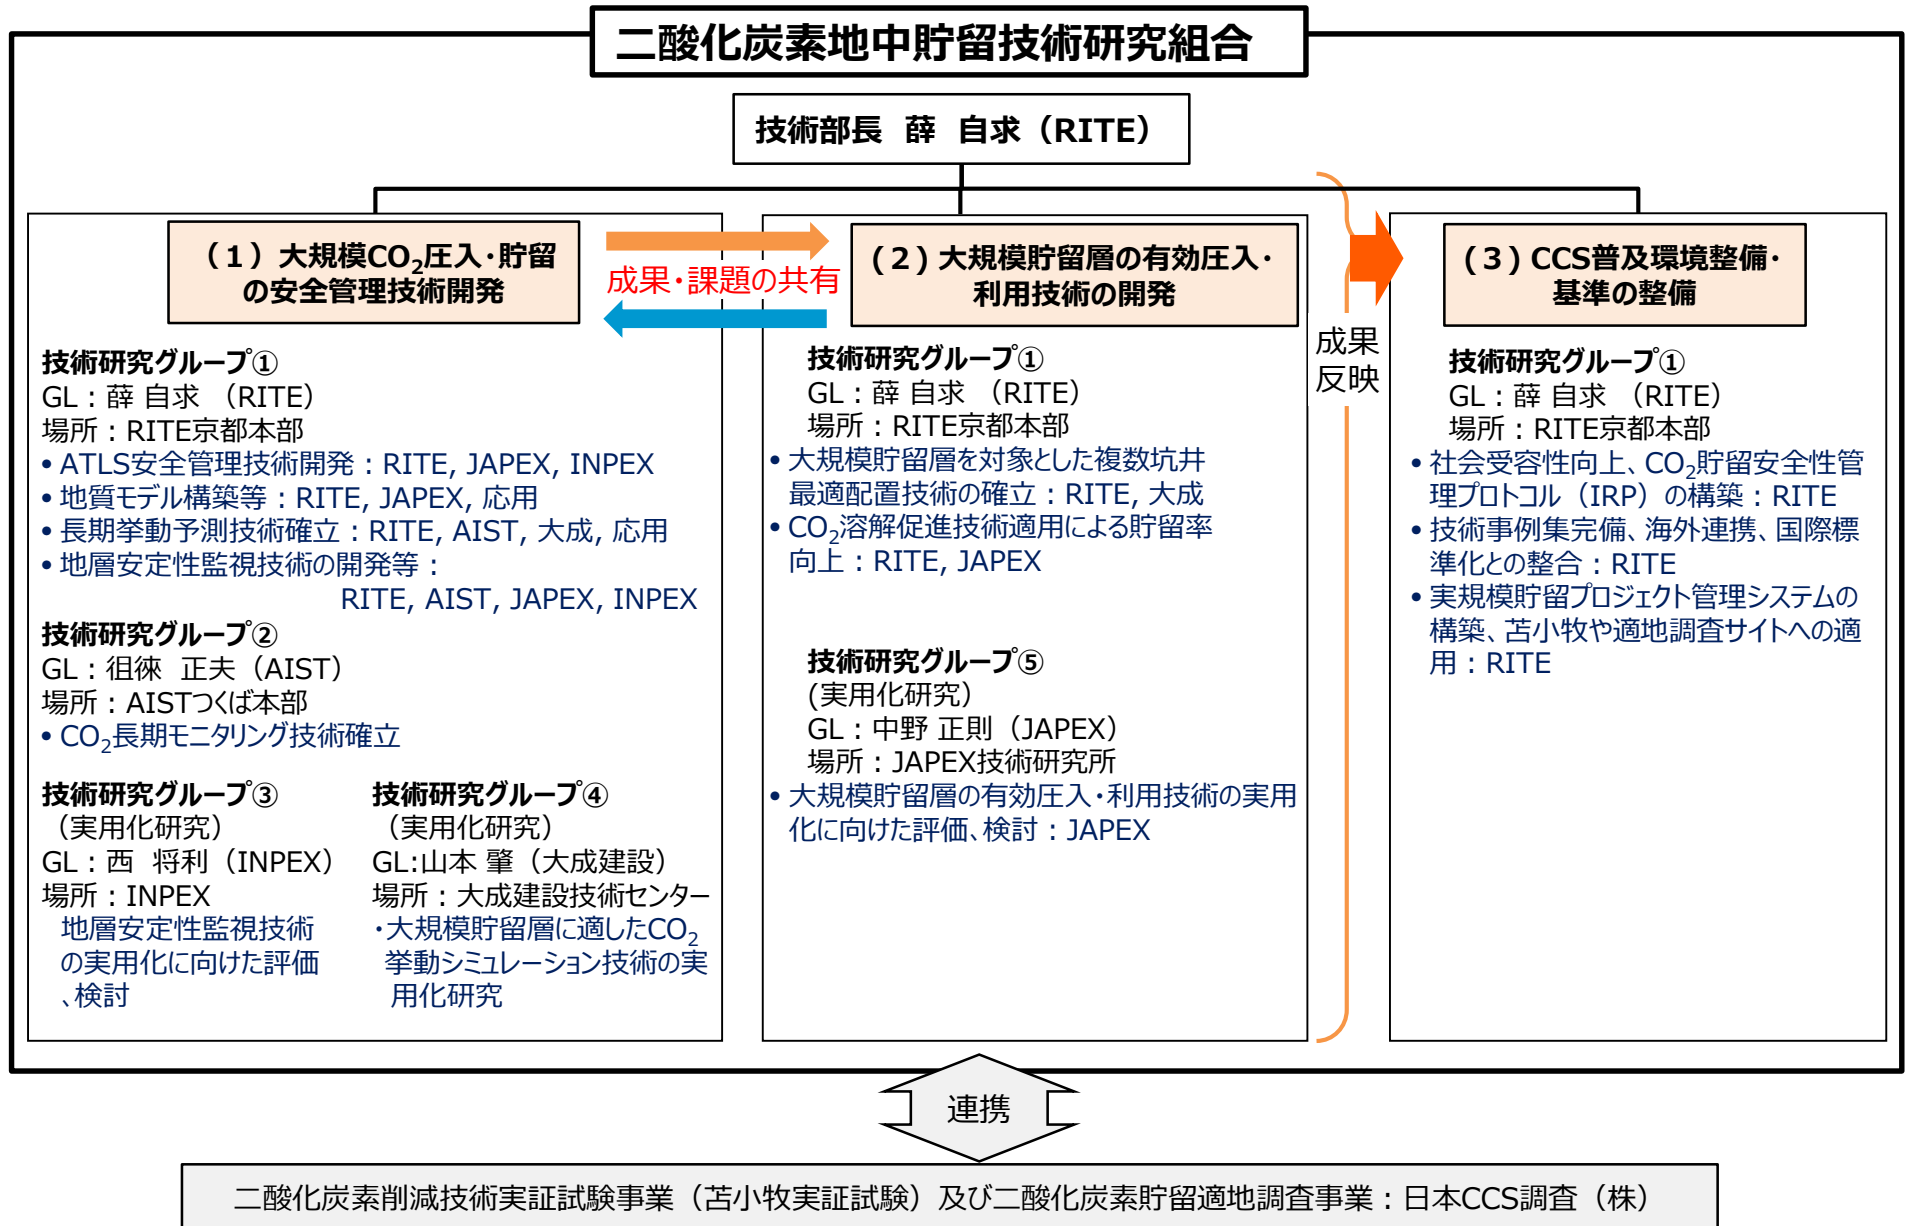 二酸化炭素地中貯留技術研究組合
技術部長 薛 自求（RITE）
（１）大規模CO₂圧入・貯留
の安全管理技術開発
成果・課題の共有
(２)大規模貯留層の有効圧入・
利用技術の開発
成果
反映
(３)CCS普及環境整備・
基準の整備
技術研究グループ①
GL：薛 自求 （RITE）
場所：RITE京都本部
• ATLS安全管理技術開発：RITE, JAPEX, INPEX
• 地質モデル構築等：RITE, JAPEX, 応用
• 長期挙動予測技術確立：RITE, AIST, 大成, 応用
• 地層安定性監視技術の開発等：
RITE, AIST, JAPEX, INPEX
技術研究グループ②
GL：徂徠 正夫（AIST）
場所：AISTつくば本部
• CO₂長期モニタリング技術確立
技術研究グループ③
（実用化研究）
GL：西 将利（INPEX）
場所：INPEX
地層安定性監視技術
の実用化に向けた評価
、検討
技術研究グループ④
（実用化研究）
GL:山本 肇（大成建設）
場所：大成建設技術センター
・大規模貯留層に適したCO₂
挙動シミュレーション技術の実
用化研究
技術研究グループ①
GL：薛 自求 （RITE）
場所：RITE京都本部
• 大規模貯留層を対象とした複数坑井
最適配置技術の確立：RITE, 大成
• CO₂溶解促進技術適用による貯留率
向上：RITE, JAPEX
技術研究グループ⑤
(実用化研究）
GL：中野 正則（JAPEX）
場所：JAPEX技術研究所
• 大規模貯留層の有効圧入・利用技術の実用
化に向けた評価、検討：JAPEX
技術研究グループ①
GL：薛 自求 （RITE）
場所：RITE京都本部
• 社会受容性向上、CO₂貯留安全性管
理プロトコル（IRP）の構築：RITE
• 技術事例集完備、海外連携、国際標
準化との整合：RITE
• 実規模貯留プロジェクト管理システムの
構築、苫小牧や適地調査サイトへの適
用：RITE
連携
二酸化炭素削減技術実証試験事業（苫小牧実証試験）及び二酸化炭素貯留適地調査事業：日本CCS調査（株）